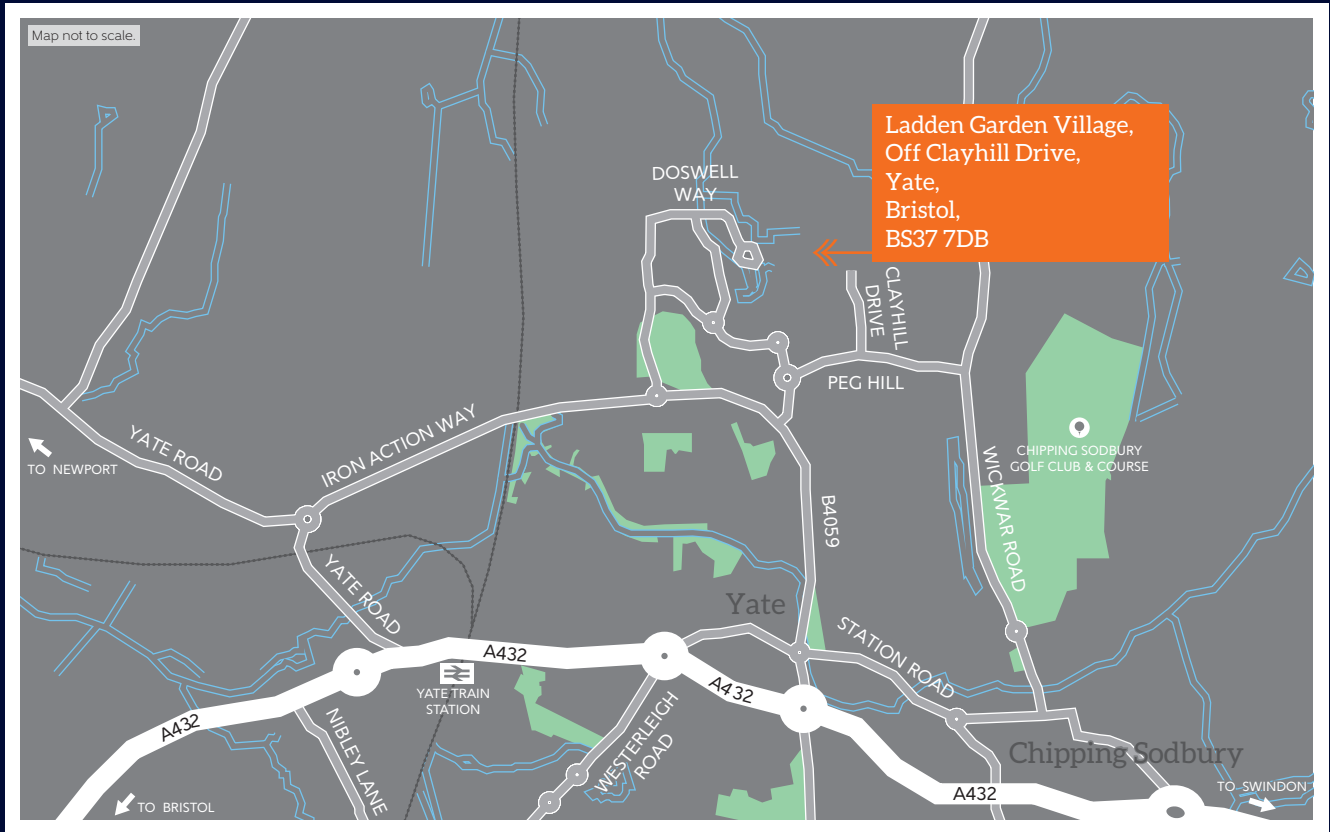 Map not to scale.
Ladden Garden Village,
Off Clayhill Drive,
Yate,
Bristol,
BS37 7DB
DOSWELL
WAY
CLAYHILL
DRIVE
PEG HILL
IRON ACTION WAY
YATE ROAD
TO NEWPORT
CHIPPING SODBURY
GOLF CLUB & COURSE
WICKWAR ROAD
B4059
YATE ROAD
Yate
STATION ROAD
A432
YATE TRAIN
STATION
A432
A432
NIBLEY LANE
WESTERLEIGH
ROAD
Chipping Sodbury
TO SWINDON
A432
TO BRISTOL